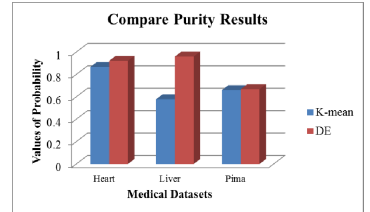 Compare Purity Results
Values of Probability
1
0.8
0.6
0.4
0.2
0
Heart
Liver
Pima
Medical Datasets
K-mean
DE